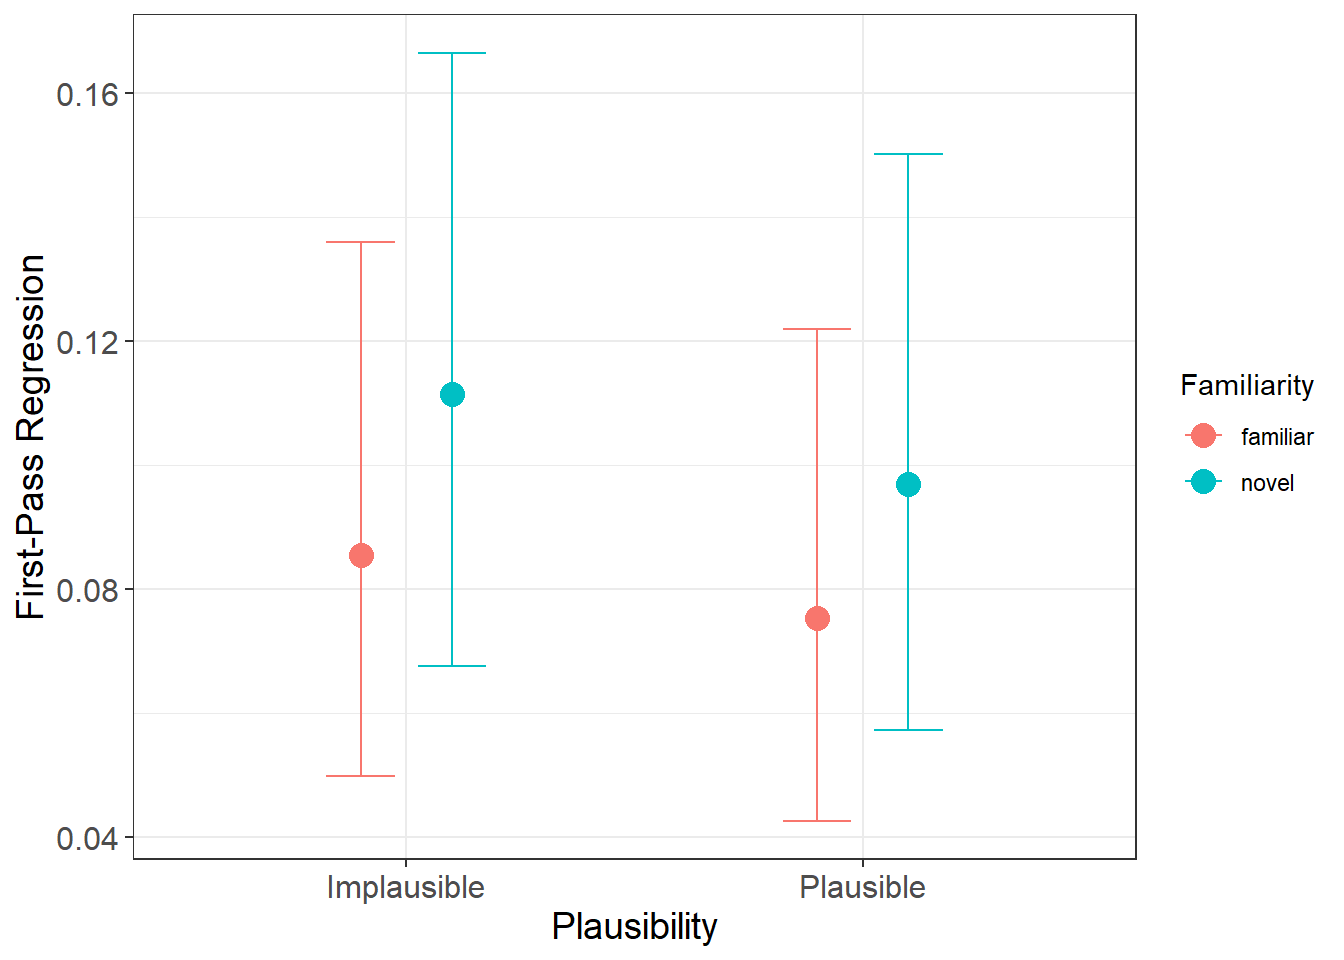 First-Pass Regression
0.16
0.12
0.08
0.04
Implausible
Plausible
Plausibility
Familiarity
familiar
novel